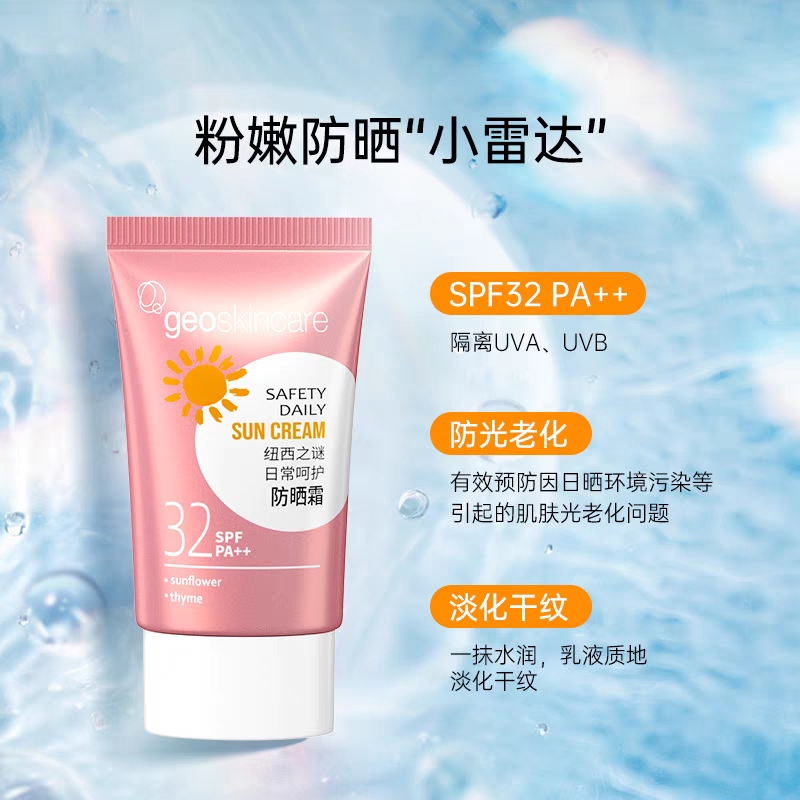 粉嫩防晒“小雷达”
geoskincare
SAFETY
DAILY
SUN CREAM
纽西之谜
日常呵护
防晒霜
32 SPF
PA++
• sunflower
• thyme
SPF32 PA++
隔离UVA、UVB
防光老化
有效预防因日晒环境污染等
引起的肌肤光老化问题
淡化干纹
一抹水润，乳液质地
淡化干纹